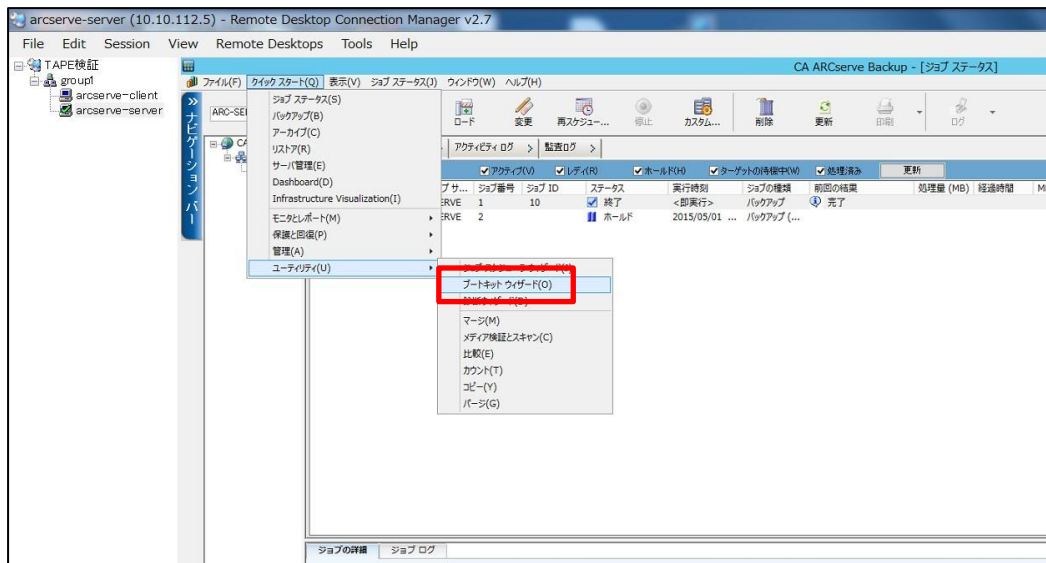 arcserve-server (10.10.112.5) - Remote Desktop Connection Manager v2.7
File Edit Session View Remote Desktops Tools Help
TAPE検証
group1
arcserve-client
arcserve-server
CA ARCserve Backup - [ジョブ ステータス]
ファイル(F) クイック スタート(Q) 表示(V) ジョブ ステータス(J) ウィンドウ(W) ヘルプ(H)
ナビゲーション バー
ARC-SE
ロード 変更 再スケジュー... 停止 カスタム... 削除 更新 印刷 ログ
ジョブ ステータス(S)
バックアップ(B)
アーカイブ(C)
リストア(R)
サーバ管理(E)
Dashboard(D)
Infrastructure Visualization(I)
モニタとレポート(M)
保護と回復(P)
管理(A)
ユーティリティ(U)
アクティビティ ログ > 監査ログ >
アクティブ(V) レディ(R) ホールド(H) ターゲットの待機中(W) 処理済み 更新
プ サ... ジョブ番号 ジョブ ID ステータス 実行時刻 ジョブの種類 前回の結果 処理量 (MB) 経過時間
ERVE 1 10 終了 <即実行> バックアップ 完了
ERVE 2 ホールド 2015/05/01 ... バックアップ (...
ブートキット ウィザード(O)
マージ(M)
メディア検証とスキャン(C)
比較(E)
カウント(T)
コピー(Y)
パージ(G)
ジョブの詳細 ジョブ ログ